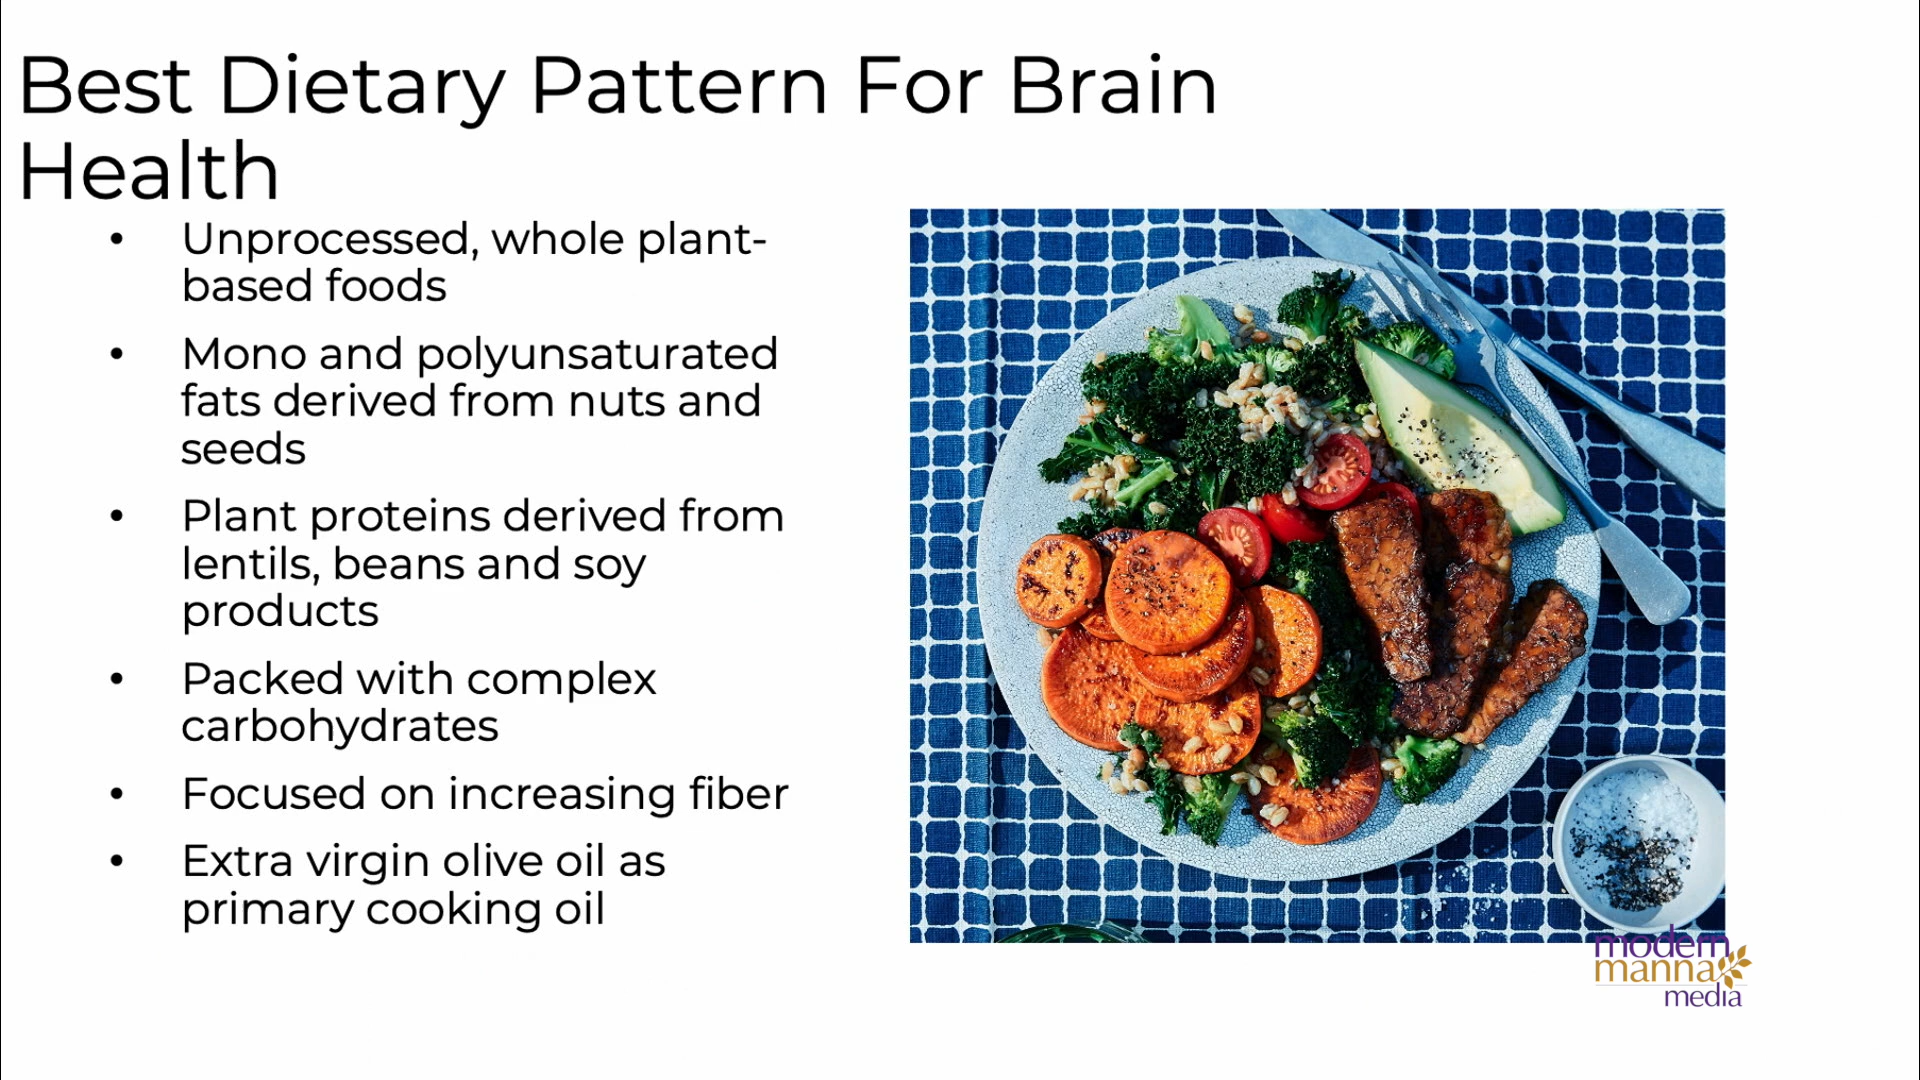 Best Dietary Pattern For Brain
Health
• Unprocessed, whole plant-
based foods
• Mono and polyunsaturated
fats derived from nuts and
seeds
• Plant proteins derived from
lentils, beans and soy
products
• Packed with complex
carbohydrates
• Focused on increasing fiber
• Extra virgin olive oil as
primary cooking oil
modern
manna
media